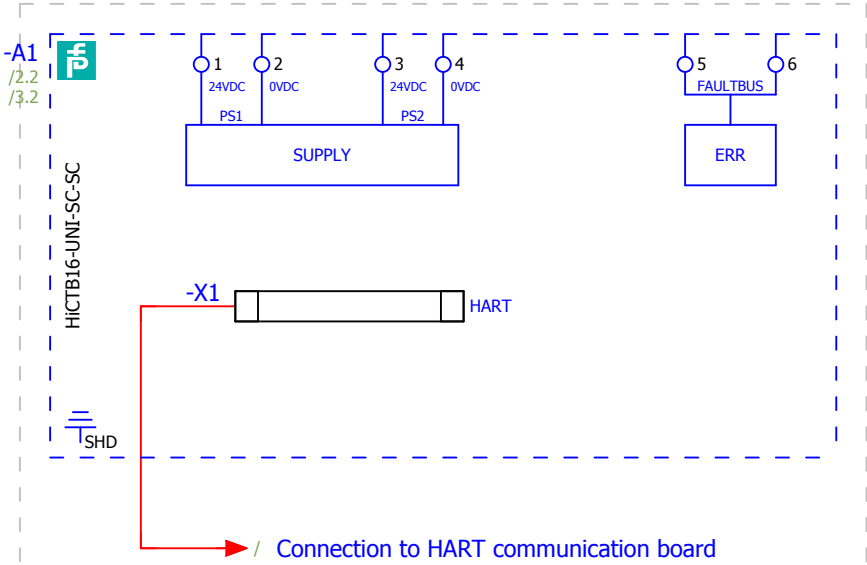 -A1
/2.2
/3.2
1
2
3
4
5
6
24VDC
0VDC
24VDC
0VDC
FAULTBUS
PS1
PS2
SUPPLY
ERR
HiCTB16-UNI-SC-SC
-X1
HART
SHD
/ Connection to HART communication board